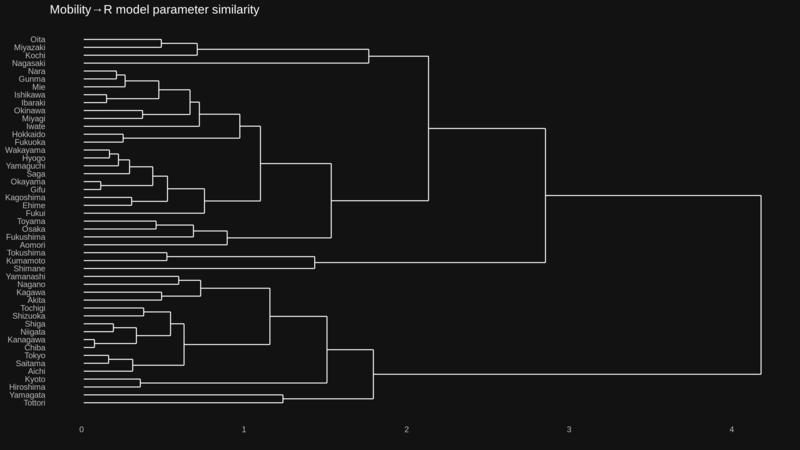 Mobility→R model parameter similarity
Oita
Miyazaki
Kochi
Nagasaki
Nara
Gunma
Mie
Ishikawa
Ibaraki
Okinawa
Miyagi
Iwate
Hokkaido
Fukuoka
Wakayama
Hyogo
Yamaguchi
Saga
Okayama
Gifu
Kagoshima
Ehime
Fukui
Toyama
Osaka
Fukushima
Aomori
Tokushima
Kumamoto
Shimane
Yamanashi
Nagano
Kagawa
Akita
Tochigi
Shizuoka
Shiga
Niigata
Kanagawa
Chiba
Tokyo
Saitama
Aichi
Kyoto
Hiroshima
Yamagata
Tottori
0 1 2 3 4